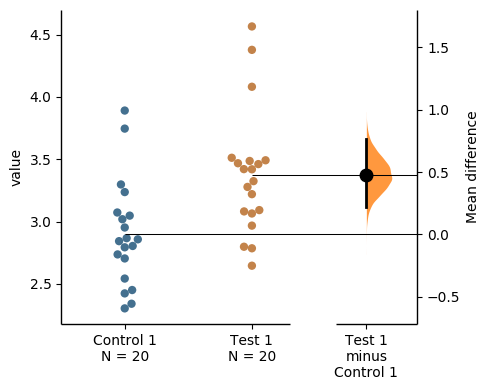 4.5
4.0
3.5
3.0
2.5
value
Control 1
N = 20
Test 1
N = 20
1.5
1.0
0.5
0.0
−0.5
Mean difference
Test 1
minus
Control 1